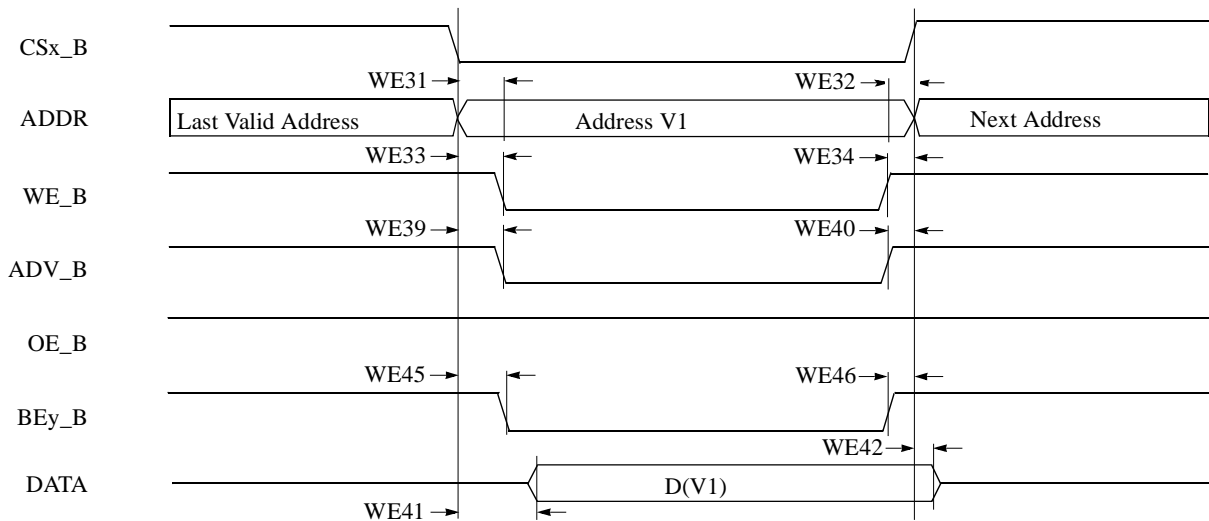 CSx_B
WE31 WE32
ADDR Last Valid Address Address V1 Next Address
WE33 WE34
WE_B
WE39 WE40
ADV_B
OE_B
WE45 WE46
BEy_B
WE42
DATA D(V1)
WE41